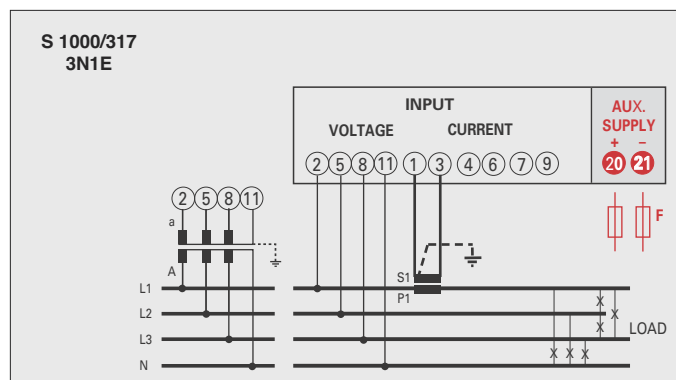 S 1000/317
3N1E
INPUT
VOLTAGE CURRENT
AUX.
SUPPLY
+ −
2 5 8 11 1 3 4 6 7 9 20 21
2 5 8 11
a
F
A
S1
P1
L1
L2
L3
N
LOAD